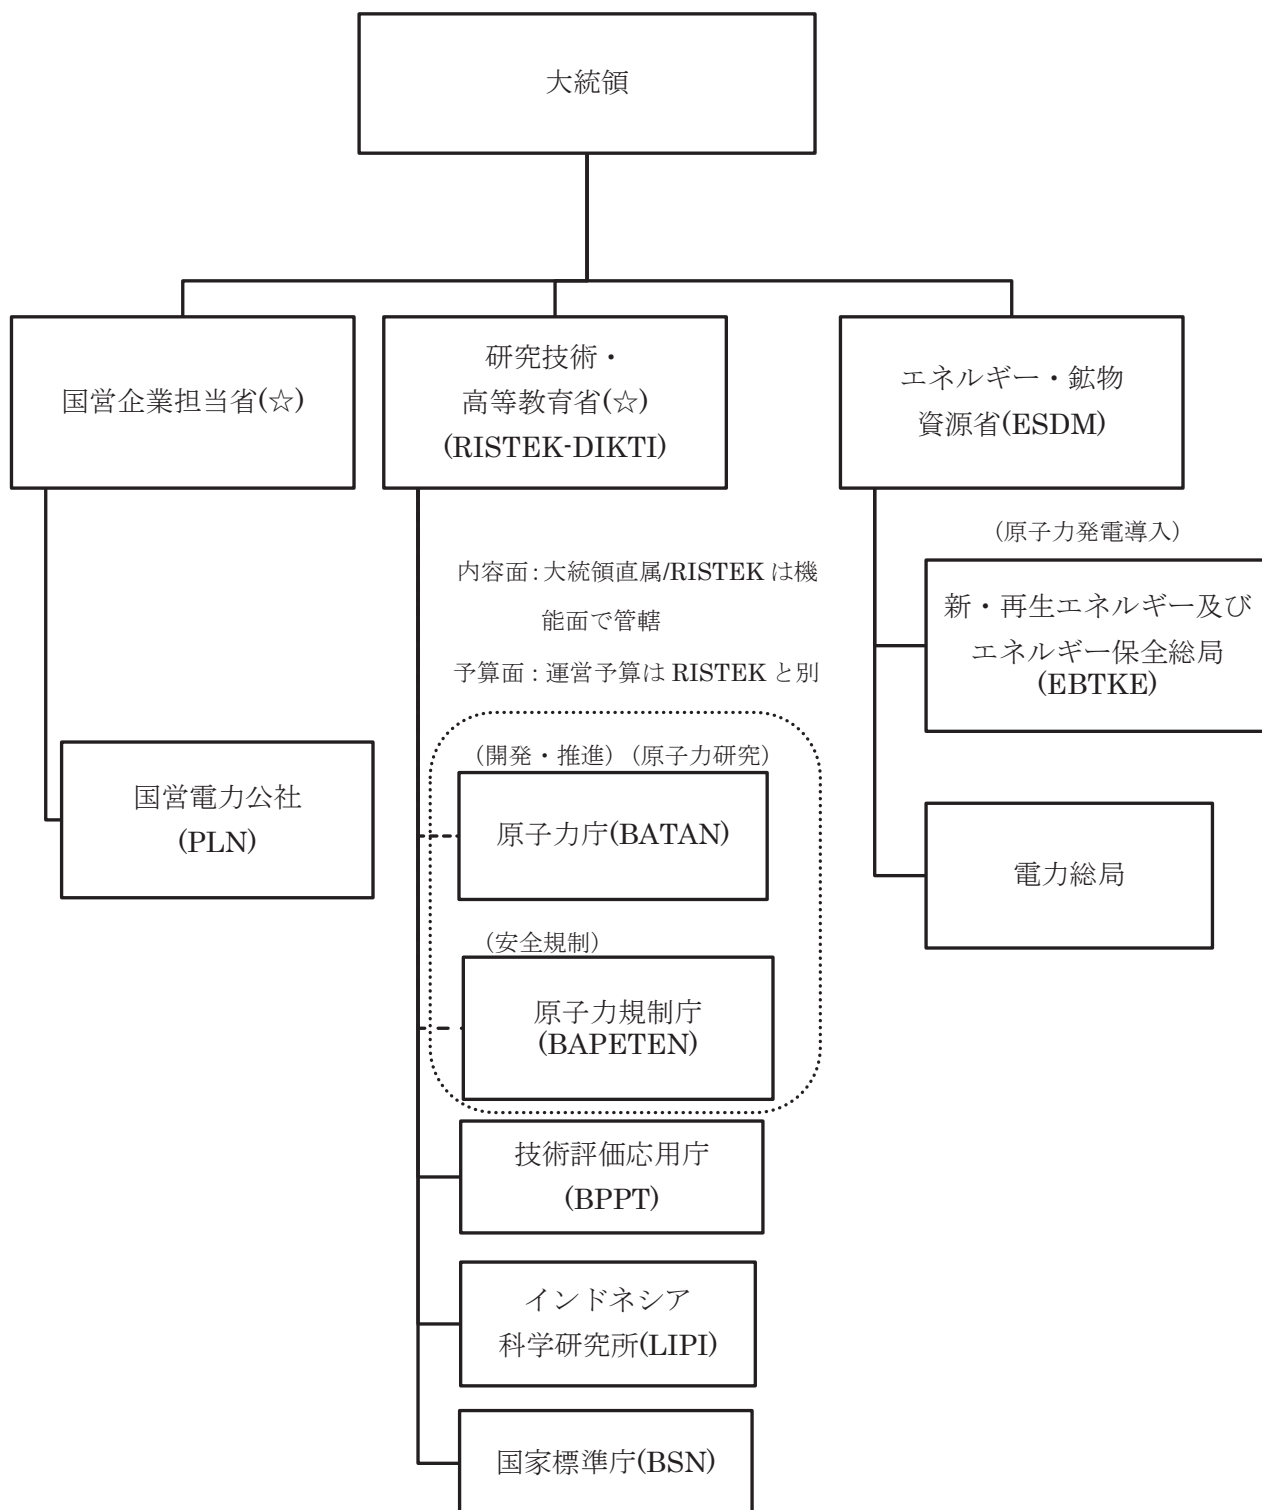 大統領
国営企業担当省(☆)
研究技術・
高等教育省(☆)
(RISTEK-DIKTI)
エネルギー・鉱物
資源省(ESDM)
(原子力発電導入)
内容面:大統領直属/RISTEK は機
能面で管轄
予算面:運営予算は RISTEK と別
新・再生エネルギー及び
エネルギー保全総局
(EBTKE)
国営電力公社
(PLN)
(開発・推進) (原子力研究)
原子力庁(BATAN)
電力総局
(安全規制)
原子力規制庁
(BAPETEN)
技術評価応用庁
(BPPT)
インドネシア
科学研究所(LIPI)
国家標準庁(BSN)